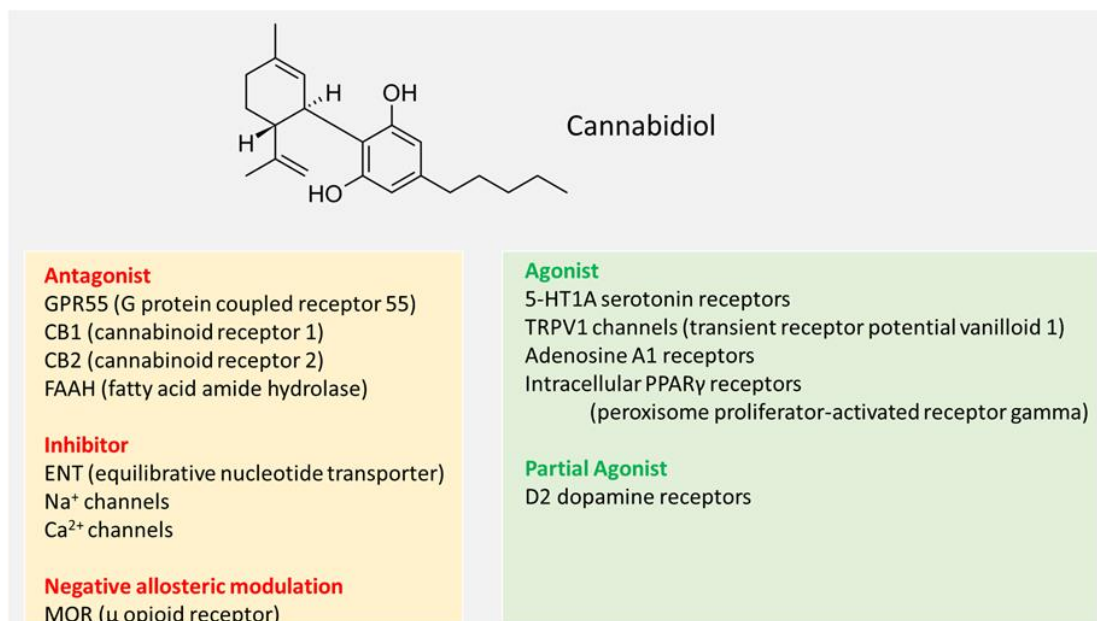 H
OH
Cannabidiol
H
HO
Antagonist
GPR55 (G protein coupled receptor 55)
CB1 (cannabinoid receptor 1)
CB2 (cannabinoid receptor 2)
FAAH (fatty acid amide hydrolase)
Inhibitor
ENT (equilibrative nucleotide transporter)
Na⁺ channels
Ca²⁺ channels
Negative allosteric modulation
MOR (μ opioid receptor)
Agonist
5-HT1A serotonin receptors
TRPV1 channels (transient receptor potential vanilloid 1)
Adenosine A1 receptors
Intracellular PPARγ receptors
(peroxisome proliferator-activated receptor gamma)
Partial Agonist
D2 dopamine receptors